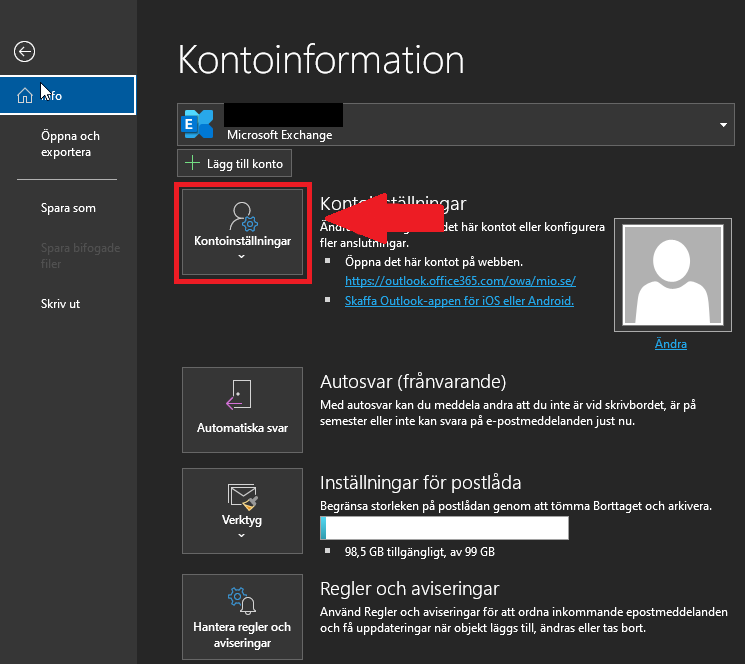 Kontoinformation
Info
Öppna och
exportera
Spara som
Spara bifogade
filer
Skriv ut
E
Microsoft Exchange
Lägg till konto
Kontoinställningar
Kontoinställningar
det här kontot eller konfigurera
fler anslutningar.
Öppna det här kontot på webben.
https://outlook.office365.com/owa/mio.se/
Skaffa Outlook-appen för iOS eller Android.
Ändra
Automatiska svar
Autosvar (frånvarande)
Med autosvar kan du meddela andra att du inte är vid skrivbordet, är på
semester eller inte kan svara på e-postmeddelanden just nu.
Verktyg
Inställningar för postlåda
Begränsa storleken på postlådan genom att tömma Borttaget och arkivera.
98,5 GB tillgängligt, av 99 GB
Hantera regler och
aviseringar
Regler och aviseringar
Använd Regler och aviseringar för att ordna inkommande epostmeddelanden
och få uppdateringar när objekt läggs till, ändras eller tas bort.